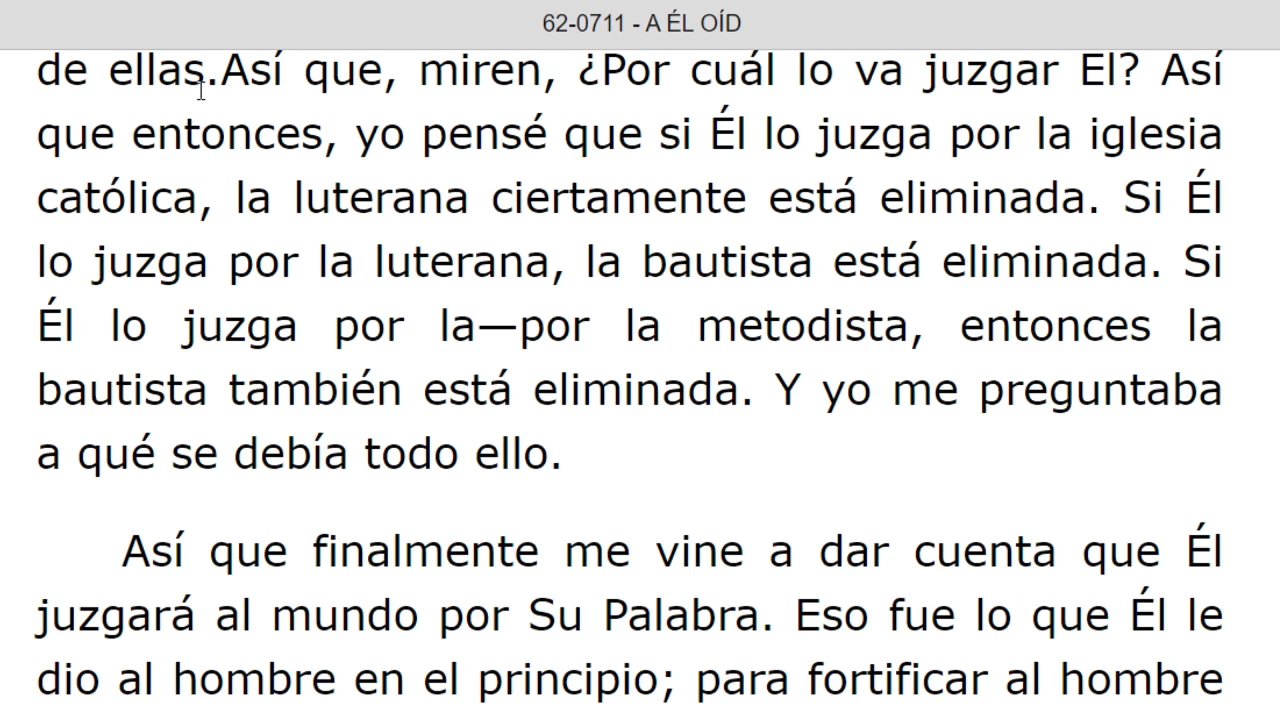 62-0711 - A ÉL OÍD
de ellas.Así que, miren, ¿Por cuál lo va juzgar El? Así
que entonces, yo pensé que si Él lo juzga por la iglesia
católica, la luterana ciertamente está eliminada. Si Él
lo juzga por la luterana, la bautista está eliminada. Si
Él lo juzga por la—por la metodista, entonces la
bautista también está eliminada. Y yo me preguntaba
a qué se debía todo ello.
Así que finalmente me vine a dar cuenta que Él
juzgará al mundo por Su Palabra. Eso fue lo que Él le
dio al hombre en el principio; para fortificar al hombre